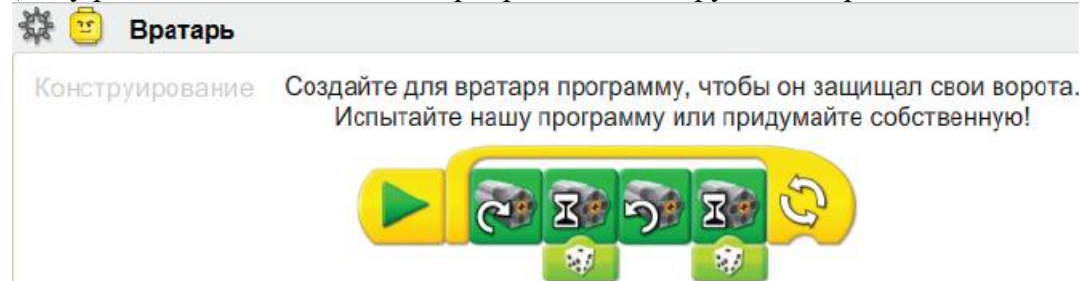 Вратарь
Конструирование
Создайте для вратаря программу, чтобы он защищал свои ворота.
Испытайте нашу программу или придумайте собственную!